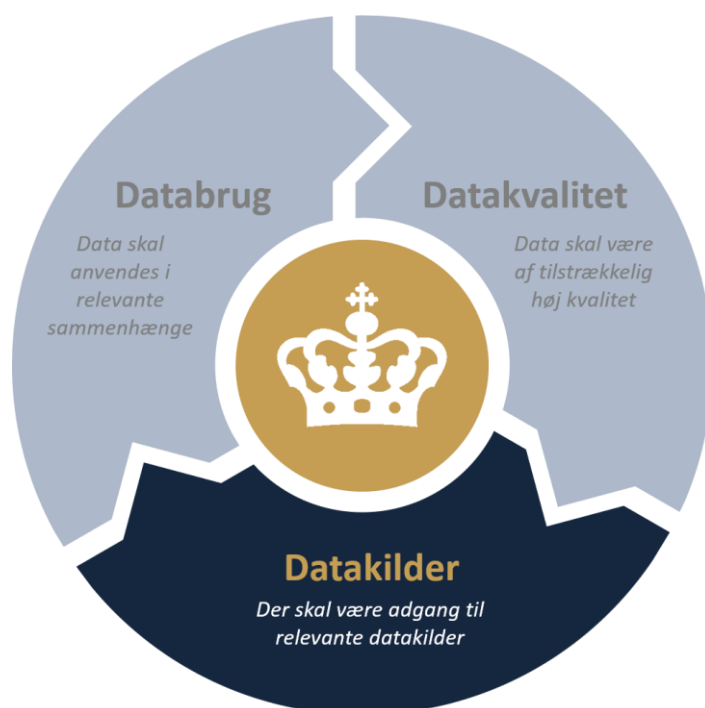 Databrug
Data skal
anvendes i
relevante
sammenhænge
Datakvalitet
Data skal være
af tilstrækkelig
høj kvalitet
Datakilder
Der skal være adgang til
relevante datakilder